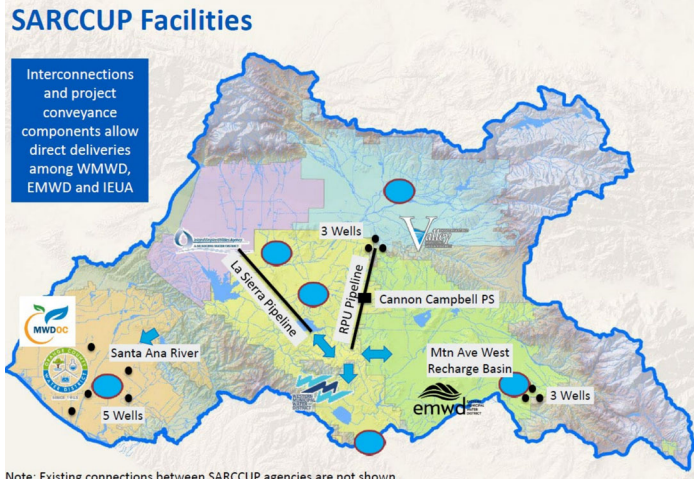 SARCCUP Facilities
Interconnections
and project
conveyance
components allow
direct deliveries
among WMWD,
EMWD and IEUA
3 Wells
Valley
La Sierra Pipeline
RPU Pipeline
Cannon Campbell PS
MWDOC
Santa Ana River
Mtn Ave West
Recharge Basin
5 Wells
emwd
3 Wells
Note: Existing connections between SARCCUP agencies are not shown